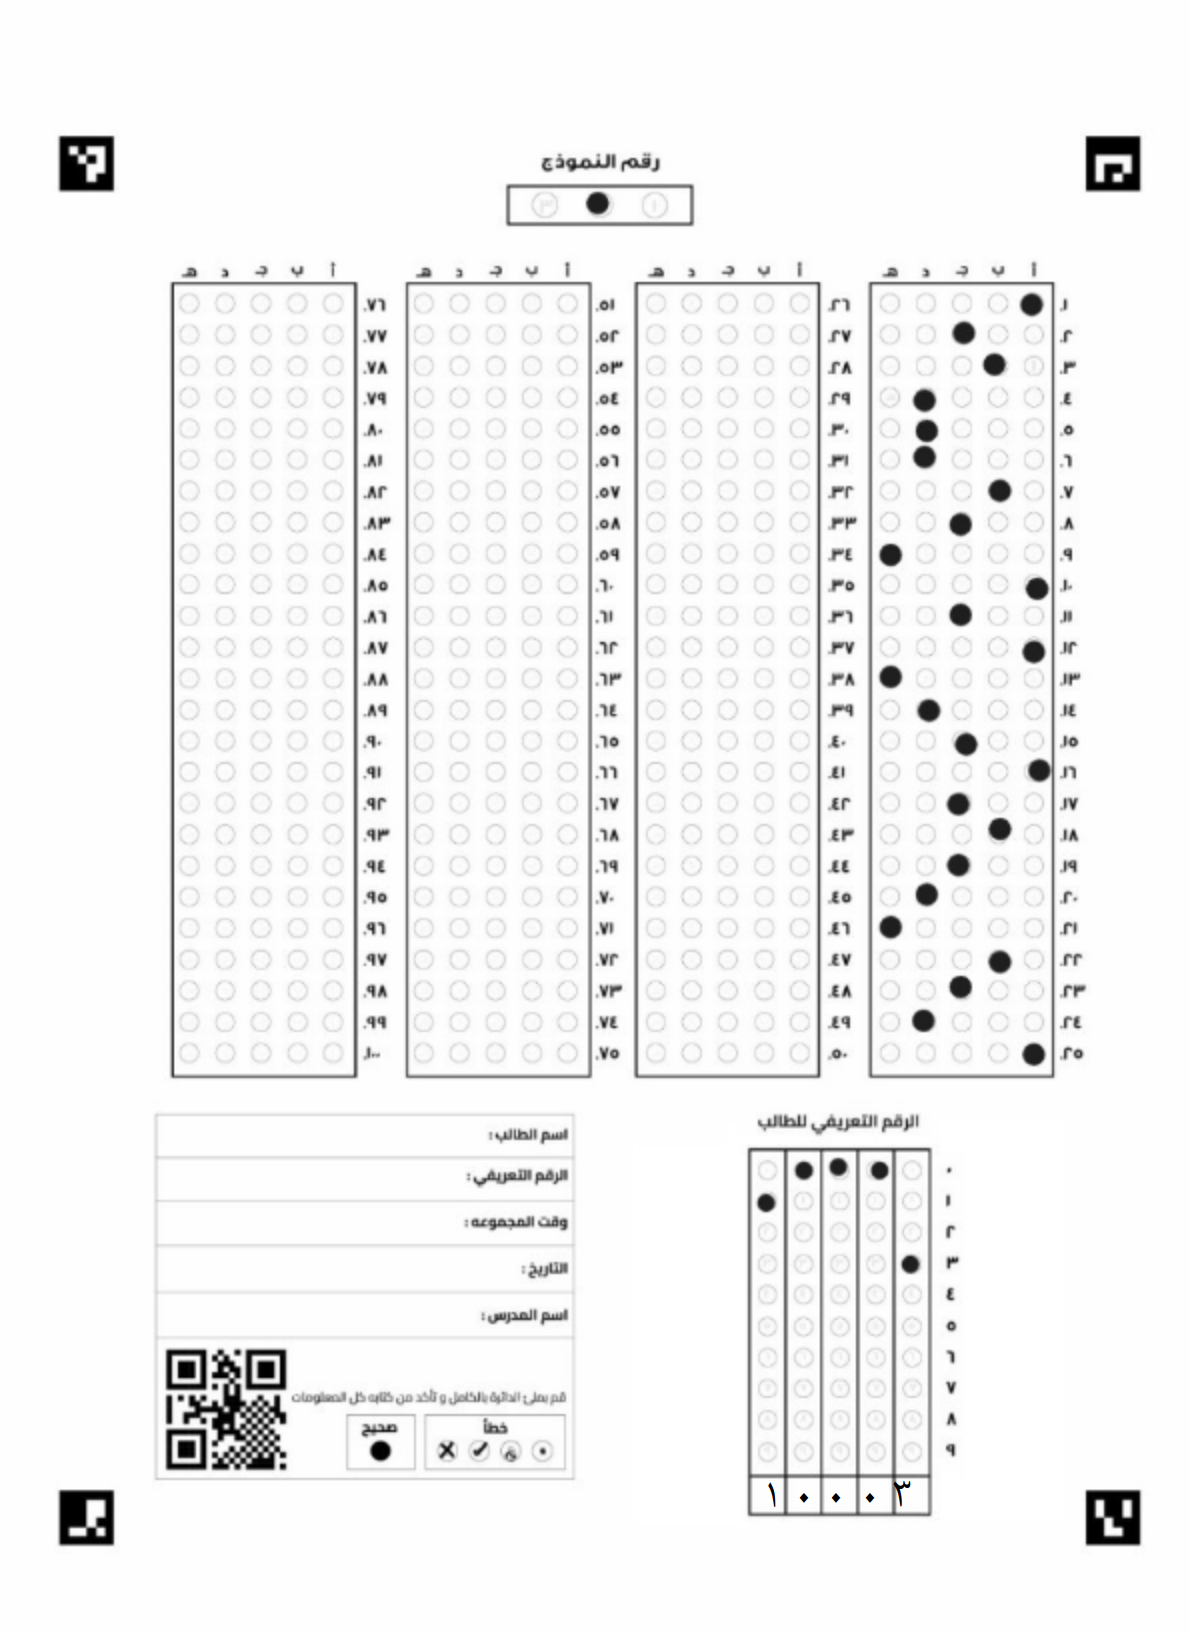 رقم النموذج
١ ٣
أ ب ج د هـ أ ب ج د هـ أ ب ج د هـ أ ب ج د هـ
١. ٢٦. ٥١. ٧٦.
٢. ٢٧. ٥٢. ٧٧.
٣. ٢٨. ٥٣. ٧٨.
٤. ٢٩. ٥٤. ٧٩.
٥. ٣٠. ٥٥. ٨٠.
٦. ٣١. ٥٦. ٨١.
٧. ٣٢. ٥٧. ٨٢.
٨. ٣٣. ٥٨. ٨٣.
٩. ٣٤. ٥٩. ٨٤.
١٠. ٣٥. ٦٠. ٨٥.
١١. ٣٦. ٦١. ٨٦.
١٢. ٣٧. ٦٢. ٨٧.
١٣. ٣٨. ٦٣. ٨٨.
١٤. ٣٩. ٦٤. ٨٩.
١٥. ٤٠. ٦٥. ٩٠.
١٦. ٤١. ٦٦. ٩١.
١٧. ٤٢. ٦٧. ٩٢.
١٨. ٤٣. ٦٨. ٩٣.
١٩. ٤٤. ٦٩. ٩٤.
٢٠. ٤٥. ٧٠. ٩٥.
٢١. ٤٦. ٧١. ٩٦.
٢٢. ٤٧. ٧٢. ٩٧.
٢٣. ٤٨. ٧٣. ٩٨.
٢٤. ٤٩. ٧٤. ٩٩.
٢٥. ٥٠. ٧٥. ١٠٠.
الرقم التعريفي للطالب
٠
١
٢
٣
٤
٥
٦
٧
٨
٩
١ ٠ ٠ ٠ ٣
اسم الطالب :
الرقم التعريفي :
وقت المجموعه :
التاريخ :
اسم المدرس :
قم بملئ الدائرة بالكامل و تأكد من كتابه كل المعلومات
خطأ
صحيح